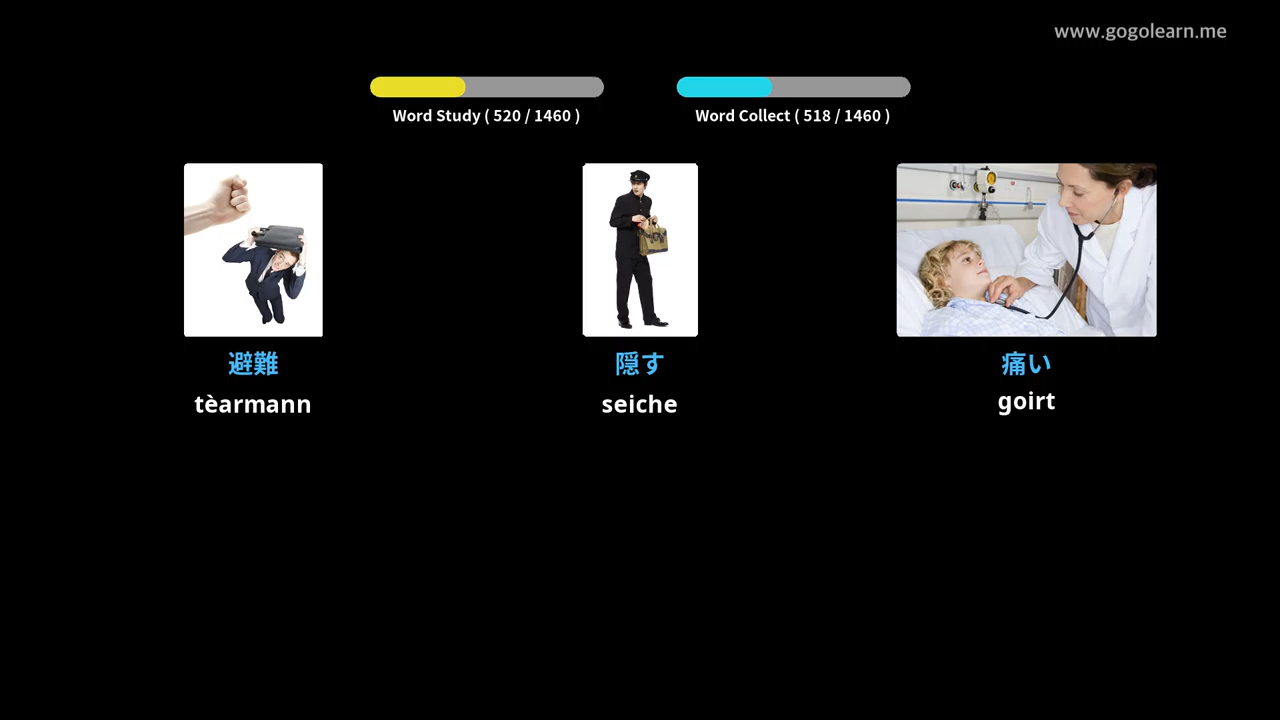 www.gogolearn.me
Word Study ( 520 / 1460 )
Word Collect ( 518 / 1460 )
避難
tèarmann
隠す
seiche
痛い
goirt